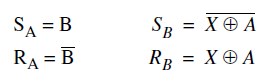 S_A = B    S_B = \overline{X ⊕ A}
R_A = \overline{B}    R_B = X ⊕ A